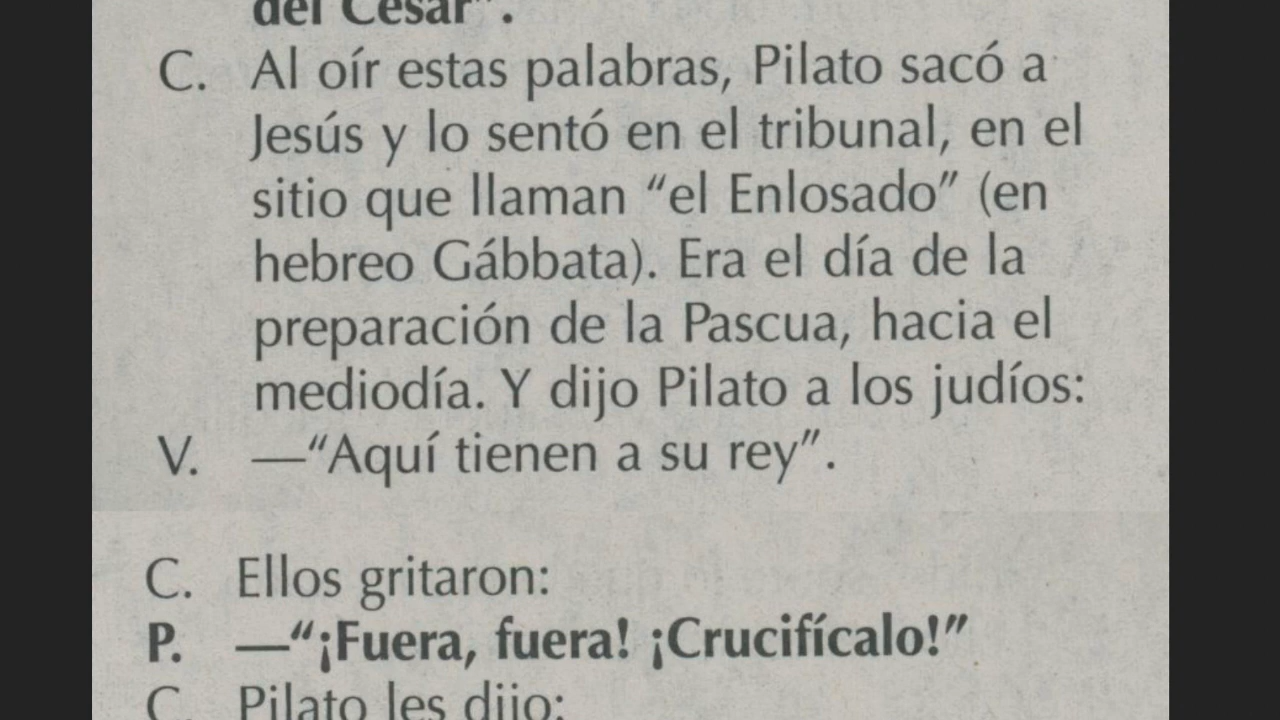 del César".
C. Al oír estas palabras, Pilato sacó a
Jesús y lo sentó en el tribunal, en el
sitio que llaman "el Enlosado" (en
hebreo Gábbata). Era el día de la
preparación de la Pascua, hacia el
mediodía. Y dijo Pilato a los judíos:
V. —"Aquí tienen a su rey".
C. Ellos gritaron:
P. —"¡Fuera, fuera! ¡Crucifícalo!"
C. Pilato les dijo: